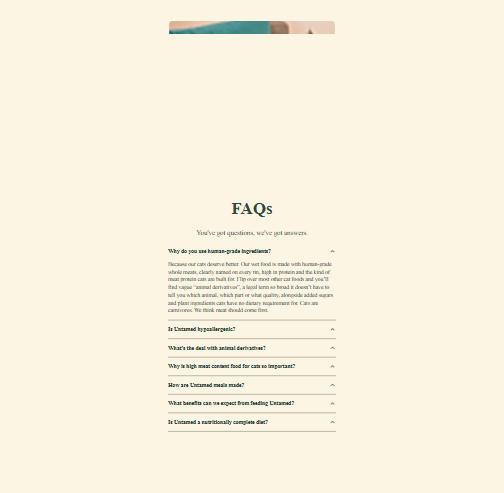 FAQs
You've got questions, we've got answers.
Why do you use human-grade ingredients?
Because our cats deserve better. Our wet food is made with human-grade
whole meats, clearly named on every tin, high in protein and the kind of
meat protein cats are built for. Flip over most other cat foods and you'll
find vague "animal derivatives", a legal term so broad it doesn't have to
tell you which animal, which part or what quality, alongside added sugars
and plant ingredients cats have no dietary requirement for. Cats are
carnivores. We think meat should come first.
Is Untamed hypoallergenic?
What's the deal with animal derivatives?
Why is high meat content food for cats so important?
How are Untamed meals made?
What benefits can we expect from feeding Untamed?
Is Untamed a nutritionally complete diet?